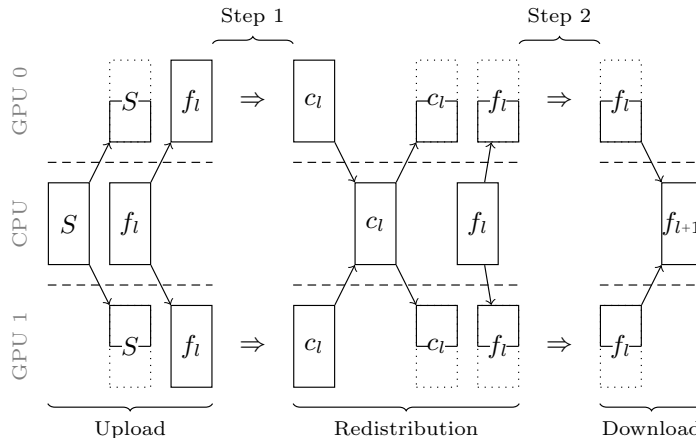 Step 1 Step 2
GPU 0 S f_l ⇒ c_l c_l f_l ⇒ f_l
CPU S f_l c_l f_l f_{l+1}
GPU 1 S f_l ⇒ c_l c_l f_l ⇒ f_l
Upload Redistribution Download